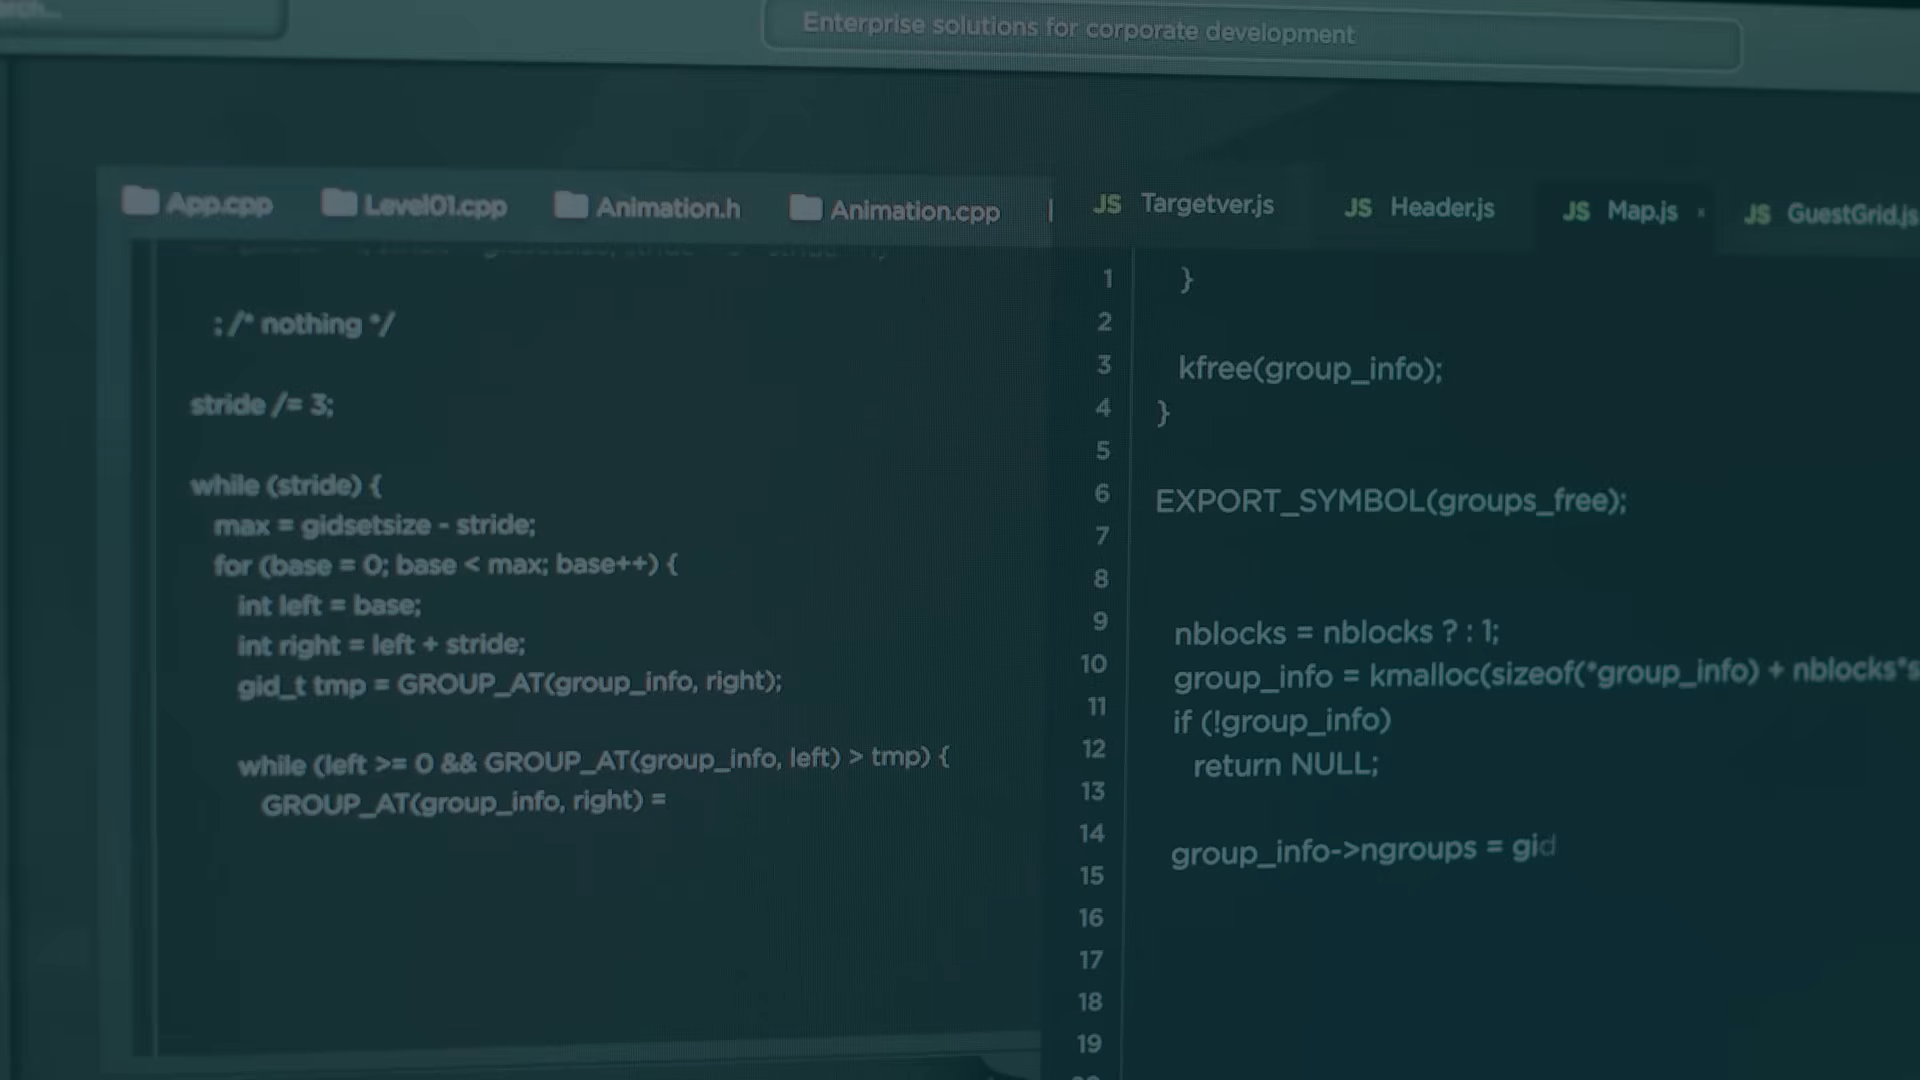 Enterprise solutions for corporate development
App.cpp
Level01.cpp
Animation.h
Animation.cpp
JS Targetver.js
JS Header.js
JS Map.js ×
JS GuestGrid.js
; /* nothing */
stride /= 3;
while (stride) {
max = gidsetsize - stride;
for (base = 0; base < max; base++) {
int left = base;
int right = left + stride;
gid_t tmp = GROUP_AT(group_info, right);
while (left >= 0 && GROUP_AT(group_info, left) > tmp) {
GROUP_AT(group_info, right) =
1 }
2
3 kfree(group_info);
4 }
5
6 EXPORT_SYMBOL(groups_free);
7
8
9 nblocks = nblocks ? : 1;
10 group_info = kmalloc(sizeof(*group_info) + nblocks*s
11 if (!group_info)
12 return NULL;
13
14 group_info->ngroups = gid
15
16
17
18
19